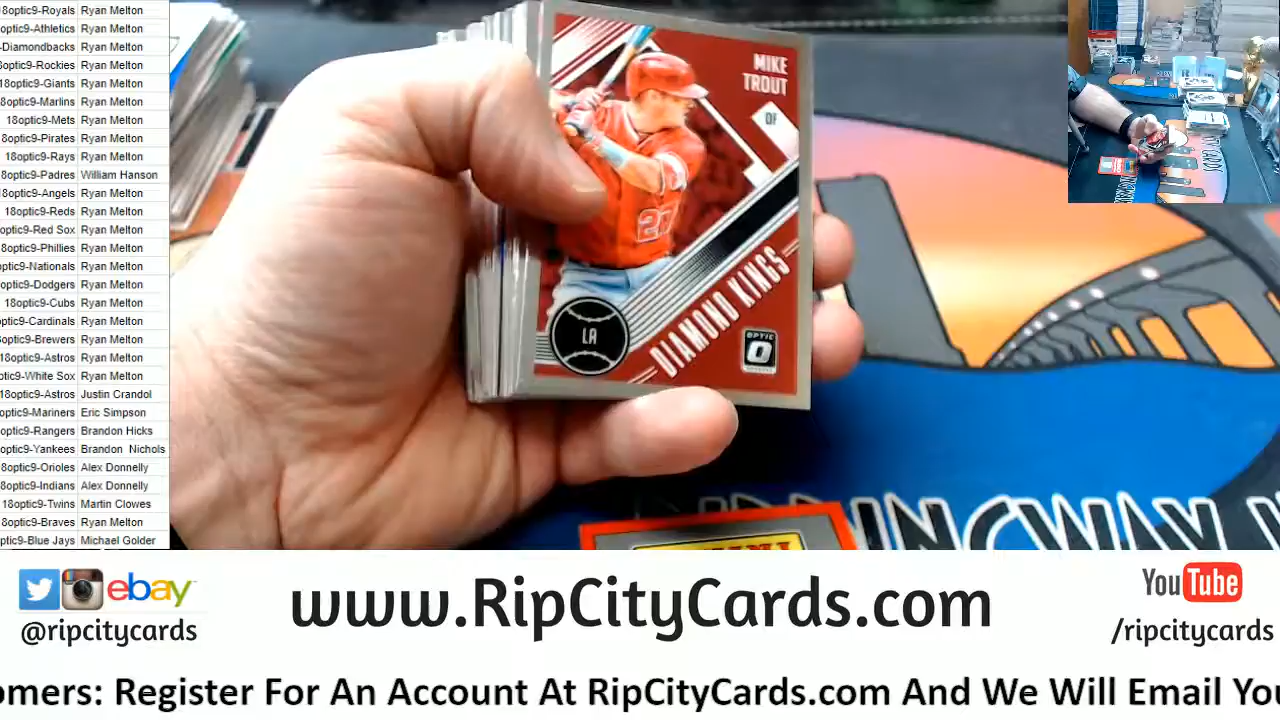 8optic9-Royals Ryan Melton
8optic9-Athletics Ryan Melton
-Diamondbacks Ryan Melton
8optic9-Rockies Ryan Melton
18optic9-Giants Ryan Melton
8optic9-Marlins Ryan Melton
18optic9-Mets Ryan Melton
8optic9-Pirates Ryan Melton
18optic9-Rays Ryan Melton
8optic9-Padres William Hanson
18optic9-Angels Ryan Melton
18optic9-Reds Ryan Melton
optic9-Red Sox Ryan Melton
8optic9-Phillies Ryan Melton
optic9-Nationals Ryan Melton
optic9-Dodgers Ryan Melton
18optic9-Cubs Ryan Melton
optic9-Cardinals Ryan Melton
optic9-Brewers Ryan Melton
18optic9-Astros Ryan Melton
ptic9-White Sox Ryan Melton
18optic9-Astros Justin Crandol
optic9-Mariners Eric Simpson
optic9-Rangers Brandon Hicks
optic9-Yankees Brandon Nichols
8optic9-Orioles Alex Donnelly
8optic9-Indians Alex Donnelly
18optic9-Twins Martin Clowes
8optic9-Braves Ryan Melton
ptic9-Blue Jays Michael Golder
MIKE
TROUT
OF
27
LA
DIAMOND KINGS
OPTIC
PANINI
ebay
@ripcitycards
www.RipCityCards.com
YouTube
/ripcitycards
omers: Register For An Account At RipCityCards.com And We Will Email You